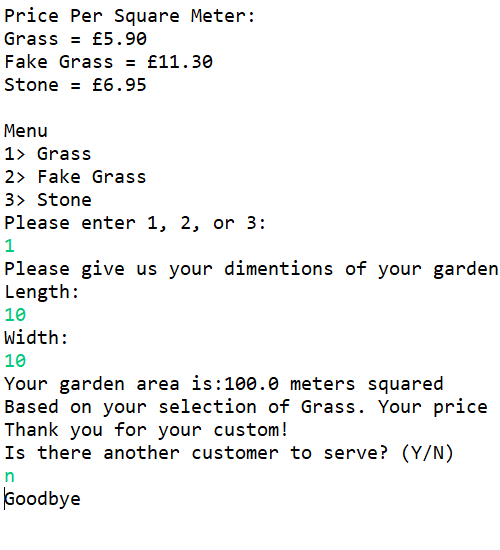 Price Per Square Meter:
Grass = £5.90
Fake Grass = £11.30
Stone = £6.95
Menu
1> Grass
2> Fake Grass
3> Stone
Please enter 1, 2, or 3:
1
Please give us your dimentions of your garden
Length:
10
Width:
10
Your garden area is:100.0 meters squared
Based on your selection of Grass. Your price
Thank you for your custom!
Is there another customer to serve? (Y/N)
n
Goodbye